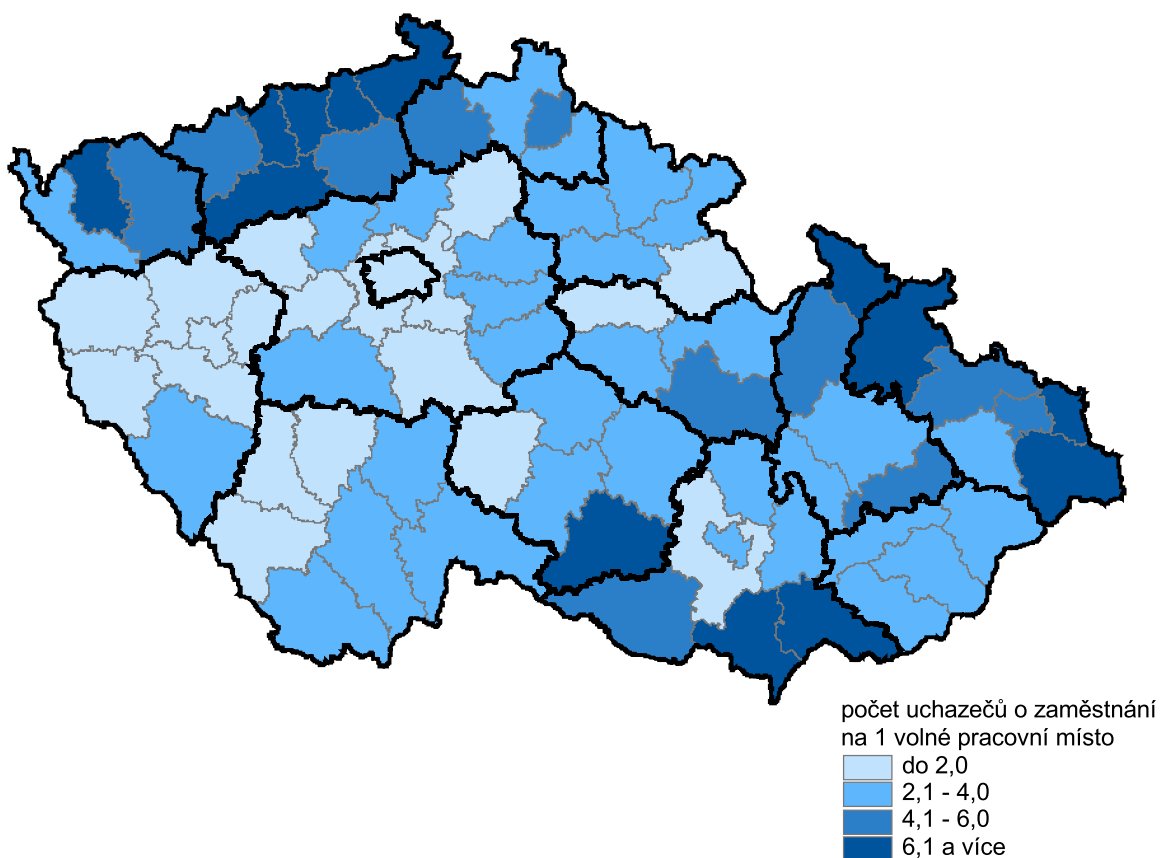 počet uchazečů o zaměstnání
na 1 volné pracovní místo
do 2,0
2,1 - 4,0
4,1 - 6,0
6,1 a více